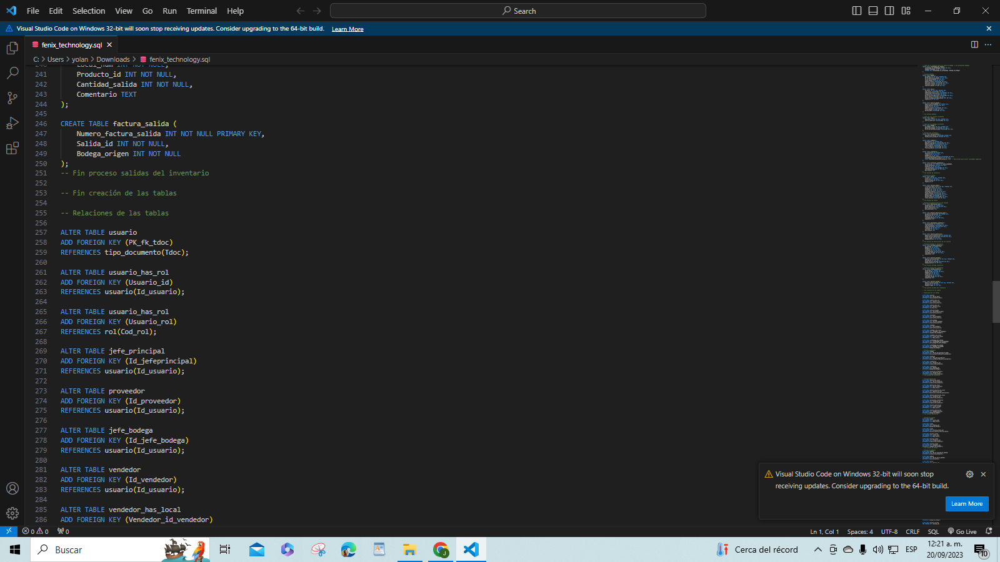 File Edit Selection View Go Run Terminal Help
Search
Visual Studio Code on Windows 32-bit will soon stop receiving updates. Consider upgrading to the 64-bit build. Learn More
fenix_technology.sql
C: > Users > yolan > Downloads > fenix_technology.sql
240 Local_num INT NOT NULL,
241 Producto_id INT NOT NULL,
242 Cantidad_salida INT NOT NULL,
243 Comentario TEXT
244 );
245
246 CREATE TABLE factura_salida (
247 Numero_factura_salida INT NOT NULL PRIMARY KEY,
248 Salida_id INT NOT NULL,
249 Bodega_origen INT NOT NULL
250 );
251 -- Fin proceso salidas del inventario
252
253 -- Fin creación de las tablas
254
255 -- Relaciones de las tablas
256
257 ALTER TABLE usuario
258 ADD FOREIGN KEY (PK_fk_tdoc)
259 REFERENCES tipo_documento(Tdoc);
260
261 ALTER TABLE usuario_has_rol
262 ADD FOREIGN KEY (Usuario_id)
263 REFERENCES usuario(Id_usuario);
264
265 ALTER TABLE usuario_has_rol
266 ADD FOREIGN KEY (Usuario_rol)
267 REFERENCES rol(Cod_rol);
268
269 ALTER TABLE jefe_principal
270 ADD FOREIGN KEY (Id_jefeprincipal)
271 REFERENCES usuario(Id_usuario);
272
273 ALTER TABLE proveedor
274 ADD FOREIGN KEY (Id_proveedor)
275 REFERENCES usuario(Id_usuario);
276
277 ALTER TABLE jefe_bodega
278 ADD FOREIGN KEY (Id_jefe_bodega)
279 REFERENCES usuario(Id_usuario);
280
281 ALTER TABLE vendedor
282 ADD FOREIGN KEY (Id_vendedor)
283 REFERENCES usuario(Id_usuario);
284
285 ALTER TABLE vendedor_has_local
286 ADD FOREIGN KEY (Vendedor_id_vendedor)
Visual Studio Code on Windows 32-bit will soon stop
receiving updates. Consider upgrading to the 64-bit build.
Learn More
0 0 0 Ln 1, Col 1 Spaces: 4 UTF-8 CRLF SQL Go Live
Buscar
Cerca del récord
ESP
12:21 a. m.
20/09/2023
10